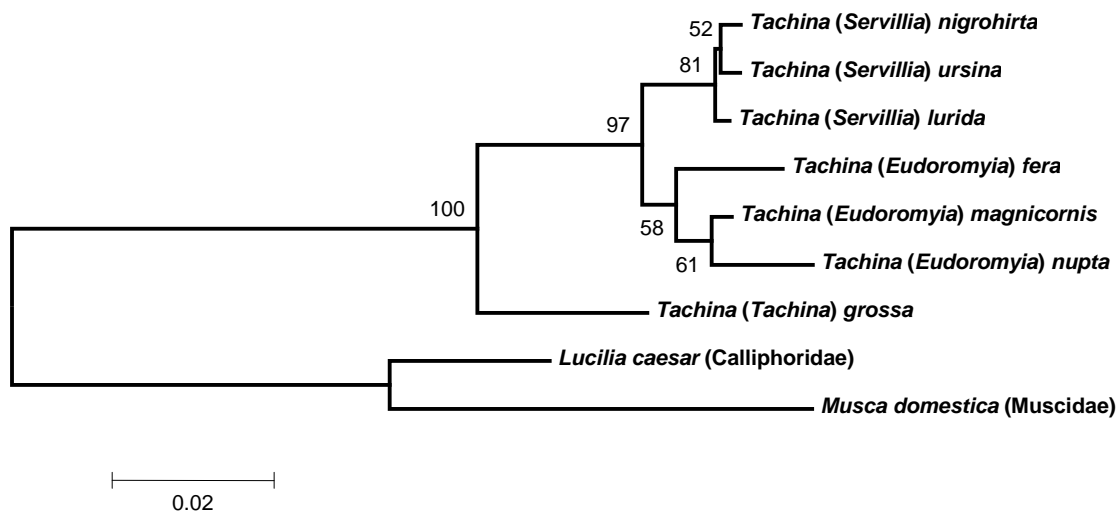 52
Tachina (Servillia) nigrohirta
81
Tachina (Servillia) ursina
Tachina (Servillia) lurida
97
Tachina (Eudoromyia) fera
100
58
Tachina (Eudoromyia) magnicornis
61
Tachina (Eudoromyia) nupta
Tachina (Tachina) grossa
Lucilia caesar (Calliphoridae)
Musca domestica (Muscidae)
0.02